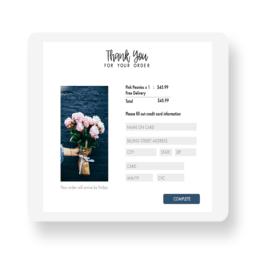 Thank You
FOR YOUR ORDER
Pink Peonies x 1 : $45.99
Free Delivery
Total $45.99
Please fill out credit card information
NAME ON CARD
BILLING STREET ADDRESS
CITY STATE ZIP
CARD
MM/YY CVC
Your order will arrive by Friday
COMPLETE